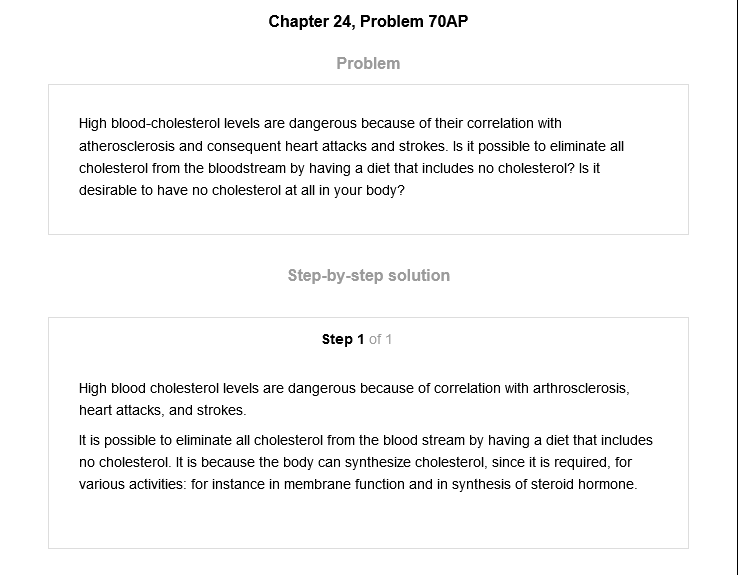 Chapter 24, Problem 70AP
Problem
High blood-cholesterol levels are dangerous because of their correlation with
atherosclerosis and consequent heart attacks and strokes. Is it possible to eliminate all
cholesterol from the bloodstream by having a diet that includes no cholesterol? Is it
desirable to have no cholesterol at all in your body?
Step-by-step solution
Step 1 of 1
High blood cholesterol levels are dangerous because of correlation with arthrosclerosis,
heart attacks, and strokes.
It is possible to eliminate all cholesterol from the blood stream by having a diet that includes
no cholesterol. It is because the body can synthesize cholesterol, since it is required, for
various activities: for instance in membrane function and in synthesis of steroid hormone.